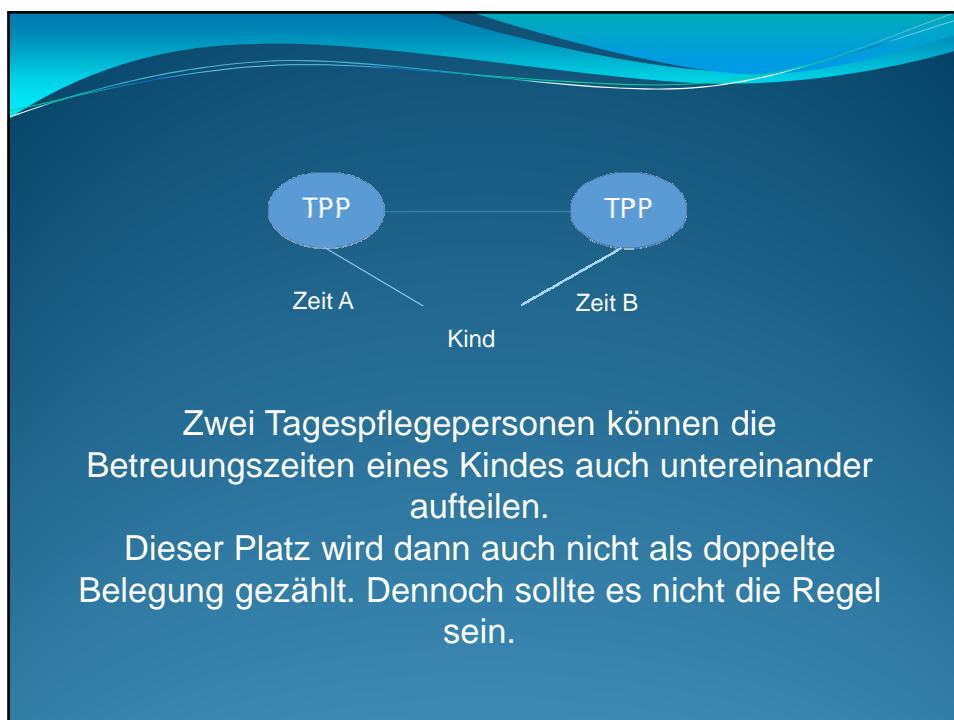 TPP TPP
Zeit A Zeit B
Kind
Zwei Tagespflegepersonen können die
Betreuungszeiten eines Kindes auch untereinander
aufteilen.
Dieser Platz wird dann auch nicht als doppelte
Belegung gezählt. Dennoch sollte es nicht die Regel
sein.